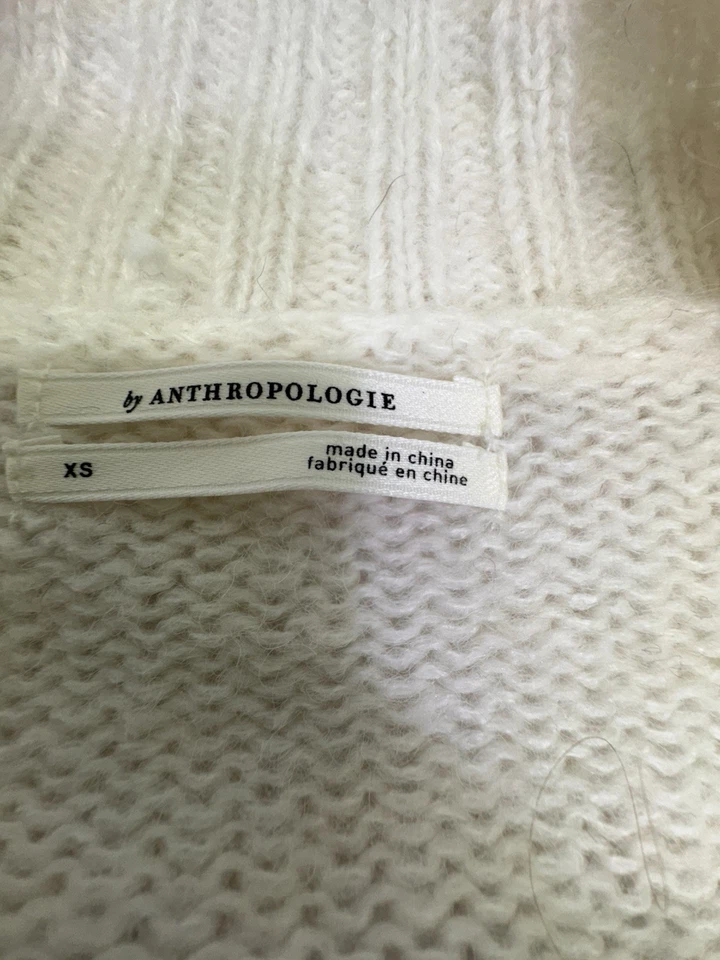 by ANTHROPOLOGIE
XS
made in china
fabriqué en chine